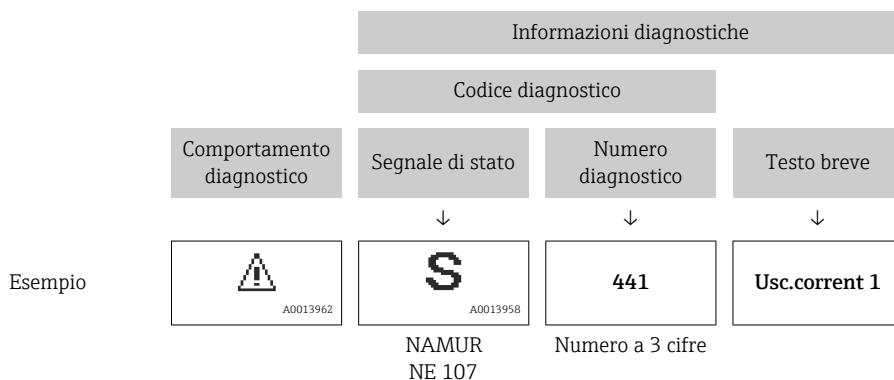 Informazioni diagnostiche
Codice diagnostico
Comportamento
diagnostico
Segnale di stato
Numero
diagnostico
Testo breve
↓ ↓ ↓
Esempio
A0013962
S
A0013958
441
Usc.corrent 1
NAMUR
NE 107
Numero a 3 cifre